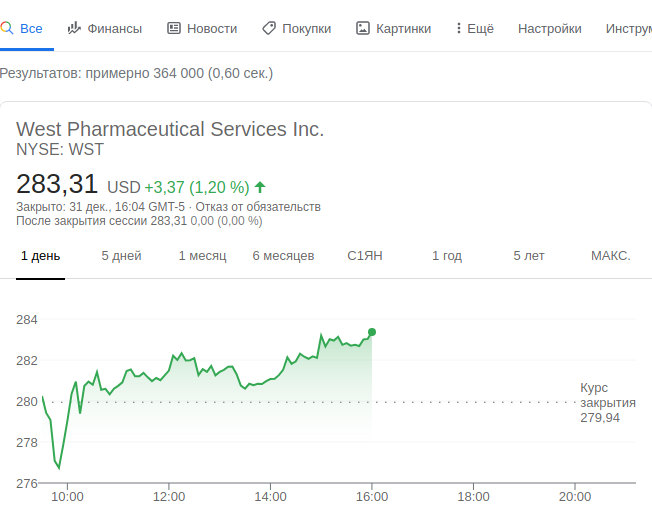 Все Финансы Новости Покупки Картинки Ещё Настройки Инструм
Результатов: примерно 364 000 (0,60 сек.)
West Pharmaceutical Services Inc.
NYSE: WST
283,31 USD +3,37 (1,20 %)
Закрыто: 31 дек., 16:04 GMT-5 · Отказ от обязательств
После закрытия сессии 283,31 0,00 (0,00 %)
1 день 5 дней 1 месяц 6 месяцев С1ЯН 1 год 5 лет МАКС.
284
282
280
278
276
Курс
закрытия
279,94
10:00 12:00 14:00 16:00 18:00 20:00